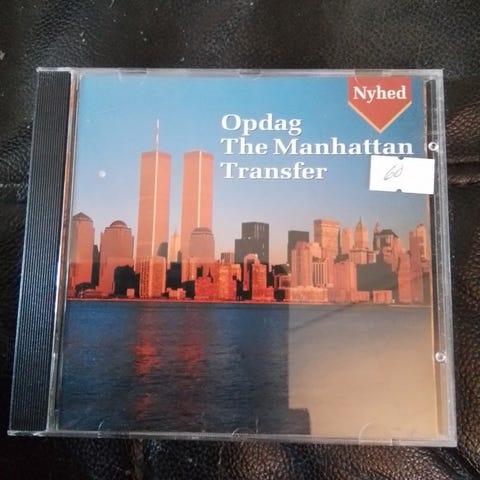 Nyhed
Opdag
The Manhattan
Transfer
60